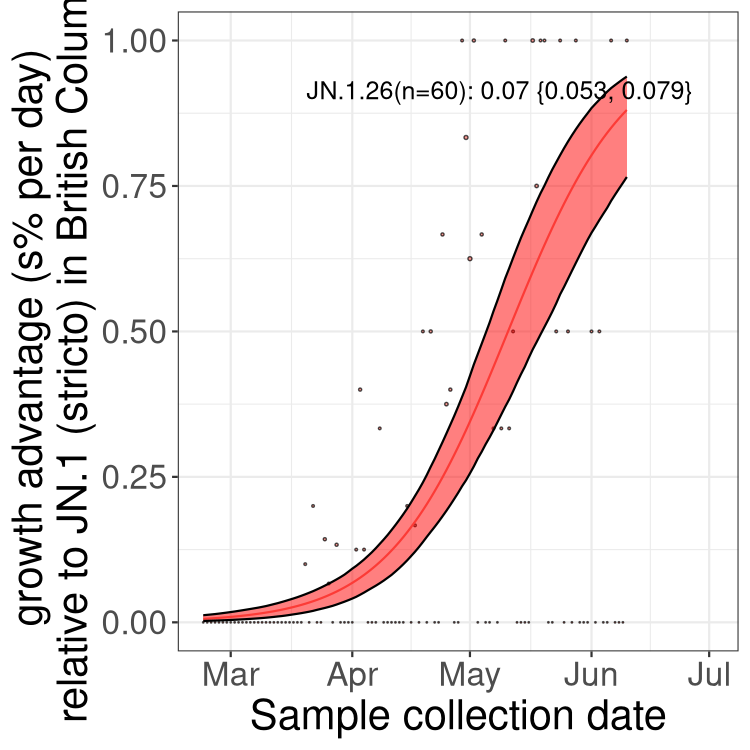 growth advantage (s% per day)
relative to JN.1 (stricto) in British Colum
1.00
0.75
0.50
0.25
0.00
JN.1.26(n=60): 0.07 {0.053, 0.079}
Mar Apr May Jun Jul
Sample collection date